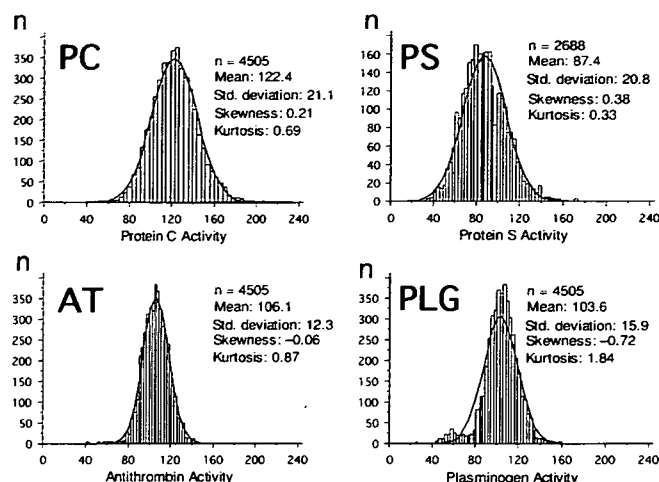 n
PC
n = 4505
Mean: 122.4
Std. deviation: 21.1
Skewness: 0.21
Kurtosis: 0.69
350
300
250
200
150
100
50
0
0 40 80 120 160 200 240
Protein C Activity
n
PS
n = 2688
Mean: 87.4
Std. deviation: 20.8
Skewness: 0.38
Kurtosis: 0.33
160
140
120
100
80
60
40
20
0
0 40 80 120 160 200 240
Protein S Activity
n
AT
n = 4505
Mean: 106.1
Std. deviation: 12.3
Skewness: –0.06
Kurtosis: 0.87
350
300
250
200
150
100
50
0
0 40 80 120 160 200 240
Antithrombin Activity
n
PLG
n = 4505
Mean: 103.6
Std. deviation: 15.9
Skewness: –0.72
Kurtosis: 1.84
350
300
250
200
150
100
50
0
0 40 80 120 160 200 240
Plasminogen Activity